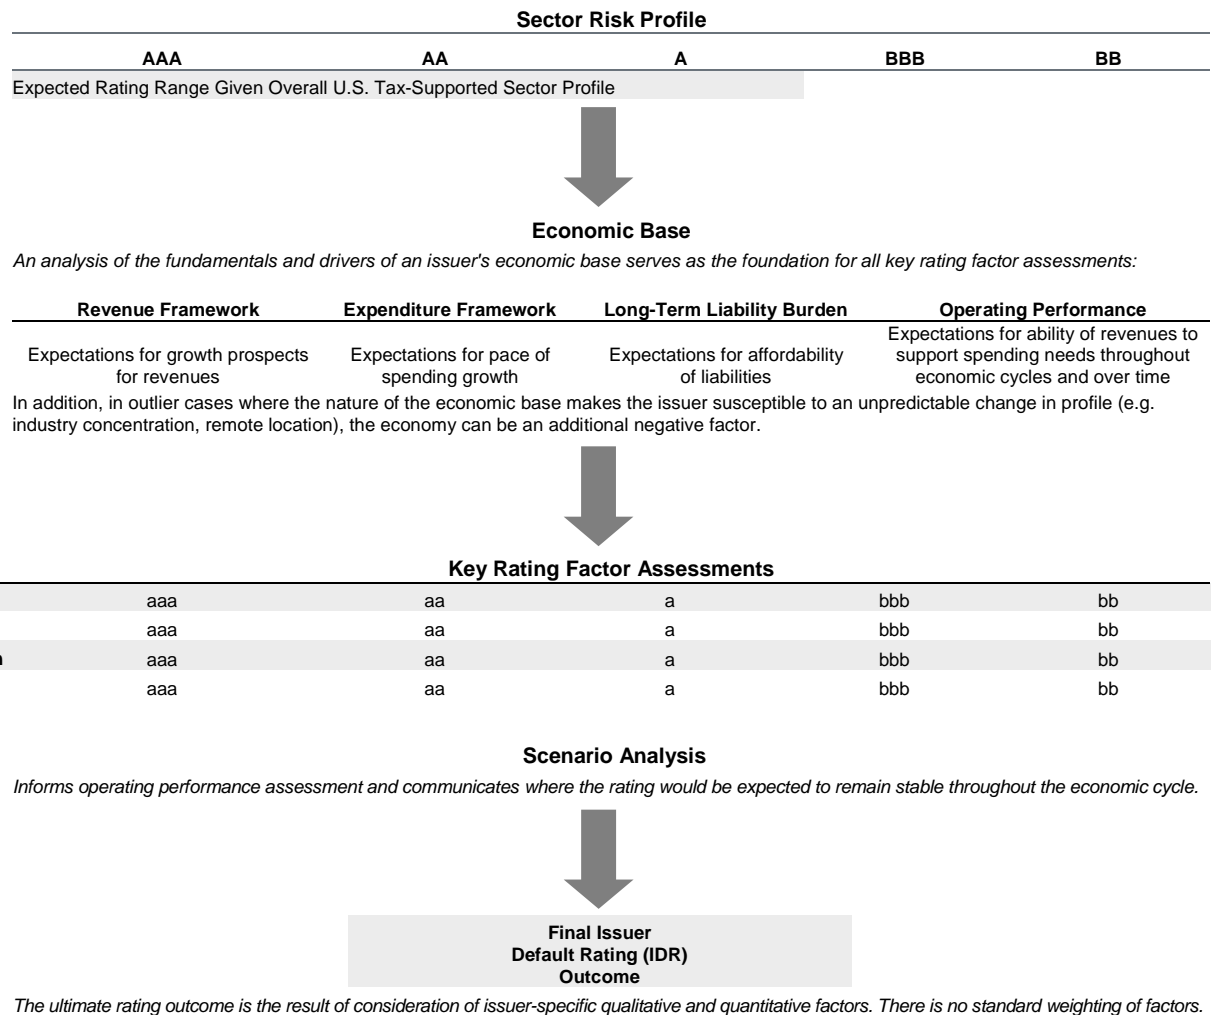 Sector Risk Profile
AAA AA A BBB BB
Expected Rating Range Given Overall U.S. Tax-Supported Sector Profile
Economic Base
An analysis of the fundamentals and drivers of an issuer's economic base serves as the foundation for all key rating factor assessments:
Revenue Framework Expenditure Framework Long-Term Liability Burden Operating Performance
Expectations for growth prospects
for revenues
Expectations for pace of
spending growth
Expectations for affordability
of liabilities
Expectations for ability of revenues to
support spending needs throughout
economic cycles and over time
In addition, in outlier cases where the nature of the economic base makes the issuer susceptible to an unpredictable change in profile (e.g.
industry concentration, remote location), the economy can be an additional negative factor.
Key Rating Factor Assessments
aaa aa a bbb bb
aaa aa a bbb bb
aaa aa a bbb bb
aaa aa a bbb bb
Scenario Analysis
Informs operating performance assessment and communicates where the rating would be expected to remain stable throughout the economic cycle.
Final Issuer
Default Rating (IDR)
Outcome
The ultimate rating outcome is the result of consideration of issuer-specific qualitative and quantitative factors. There is no standard weighting of factors.